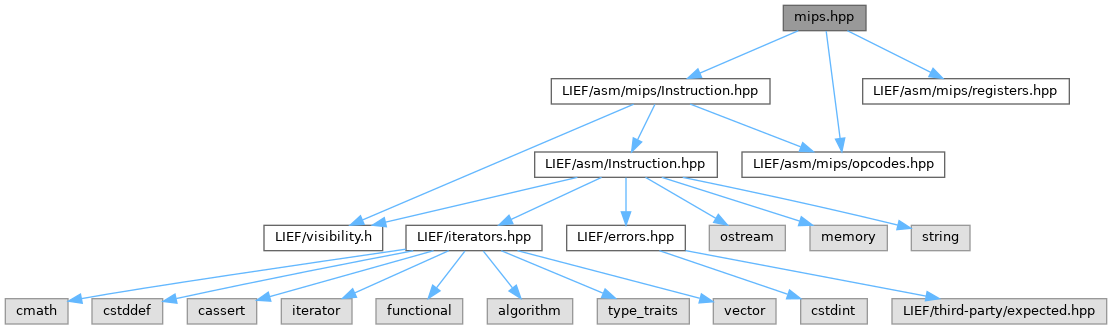 mips.hpp
LIEF/asm/mips/Instruction.hpp
LIEF/asm/mips/registers.hpp
LIEF/asm/Instruction.hpp
LIEF/asm/mips/opcodes.hpp
LIEF/visibility.h
LIEF/iterators.hpp
LIEF/errors.hpp
ostream
memory
string
cmath
cstddef
cassert
iterator
functional
algorithm
type_traits
vector
cstdint
LIEF/third-party/expected.hpp